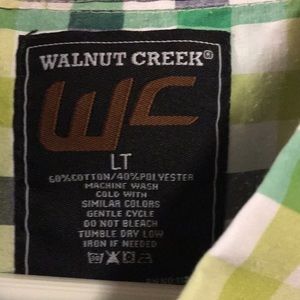 WALNUT CREEK®
WC
LT
60%COTTON/40%POLYESTER
MACHINE WASH
COLD WITH
SIMILAR COLORS
GENTLE CYCLE
DO NOT BLEACH
TUMBLE DRY LOW
IRON IF NEEDED